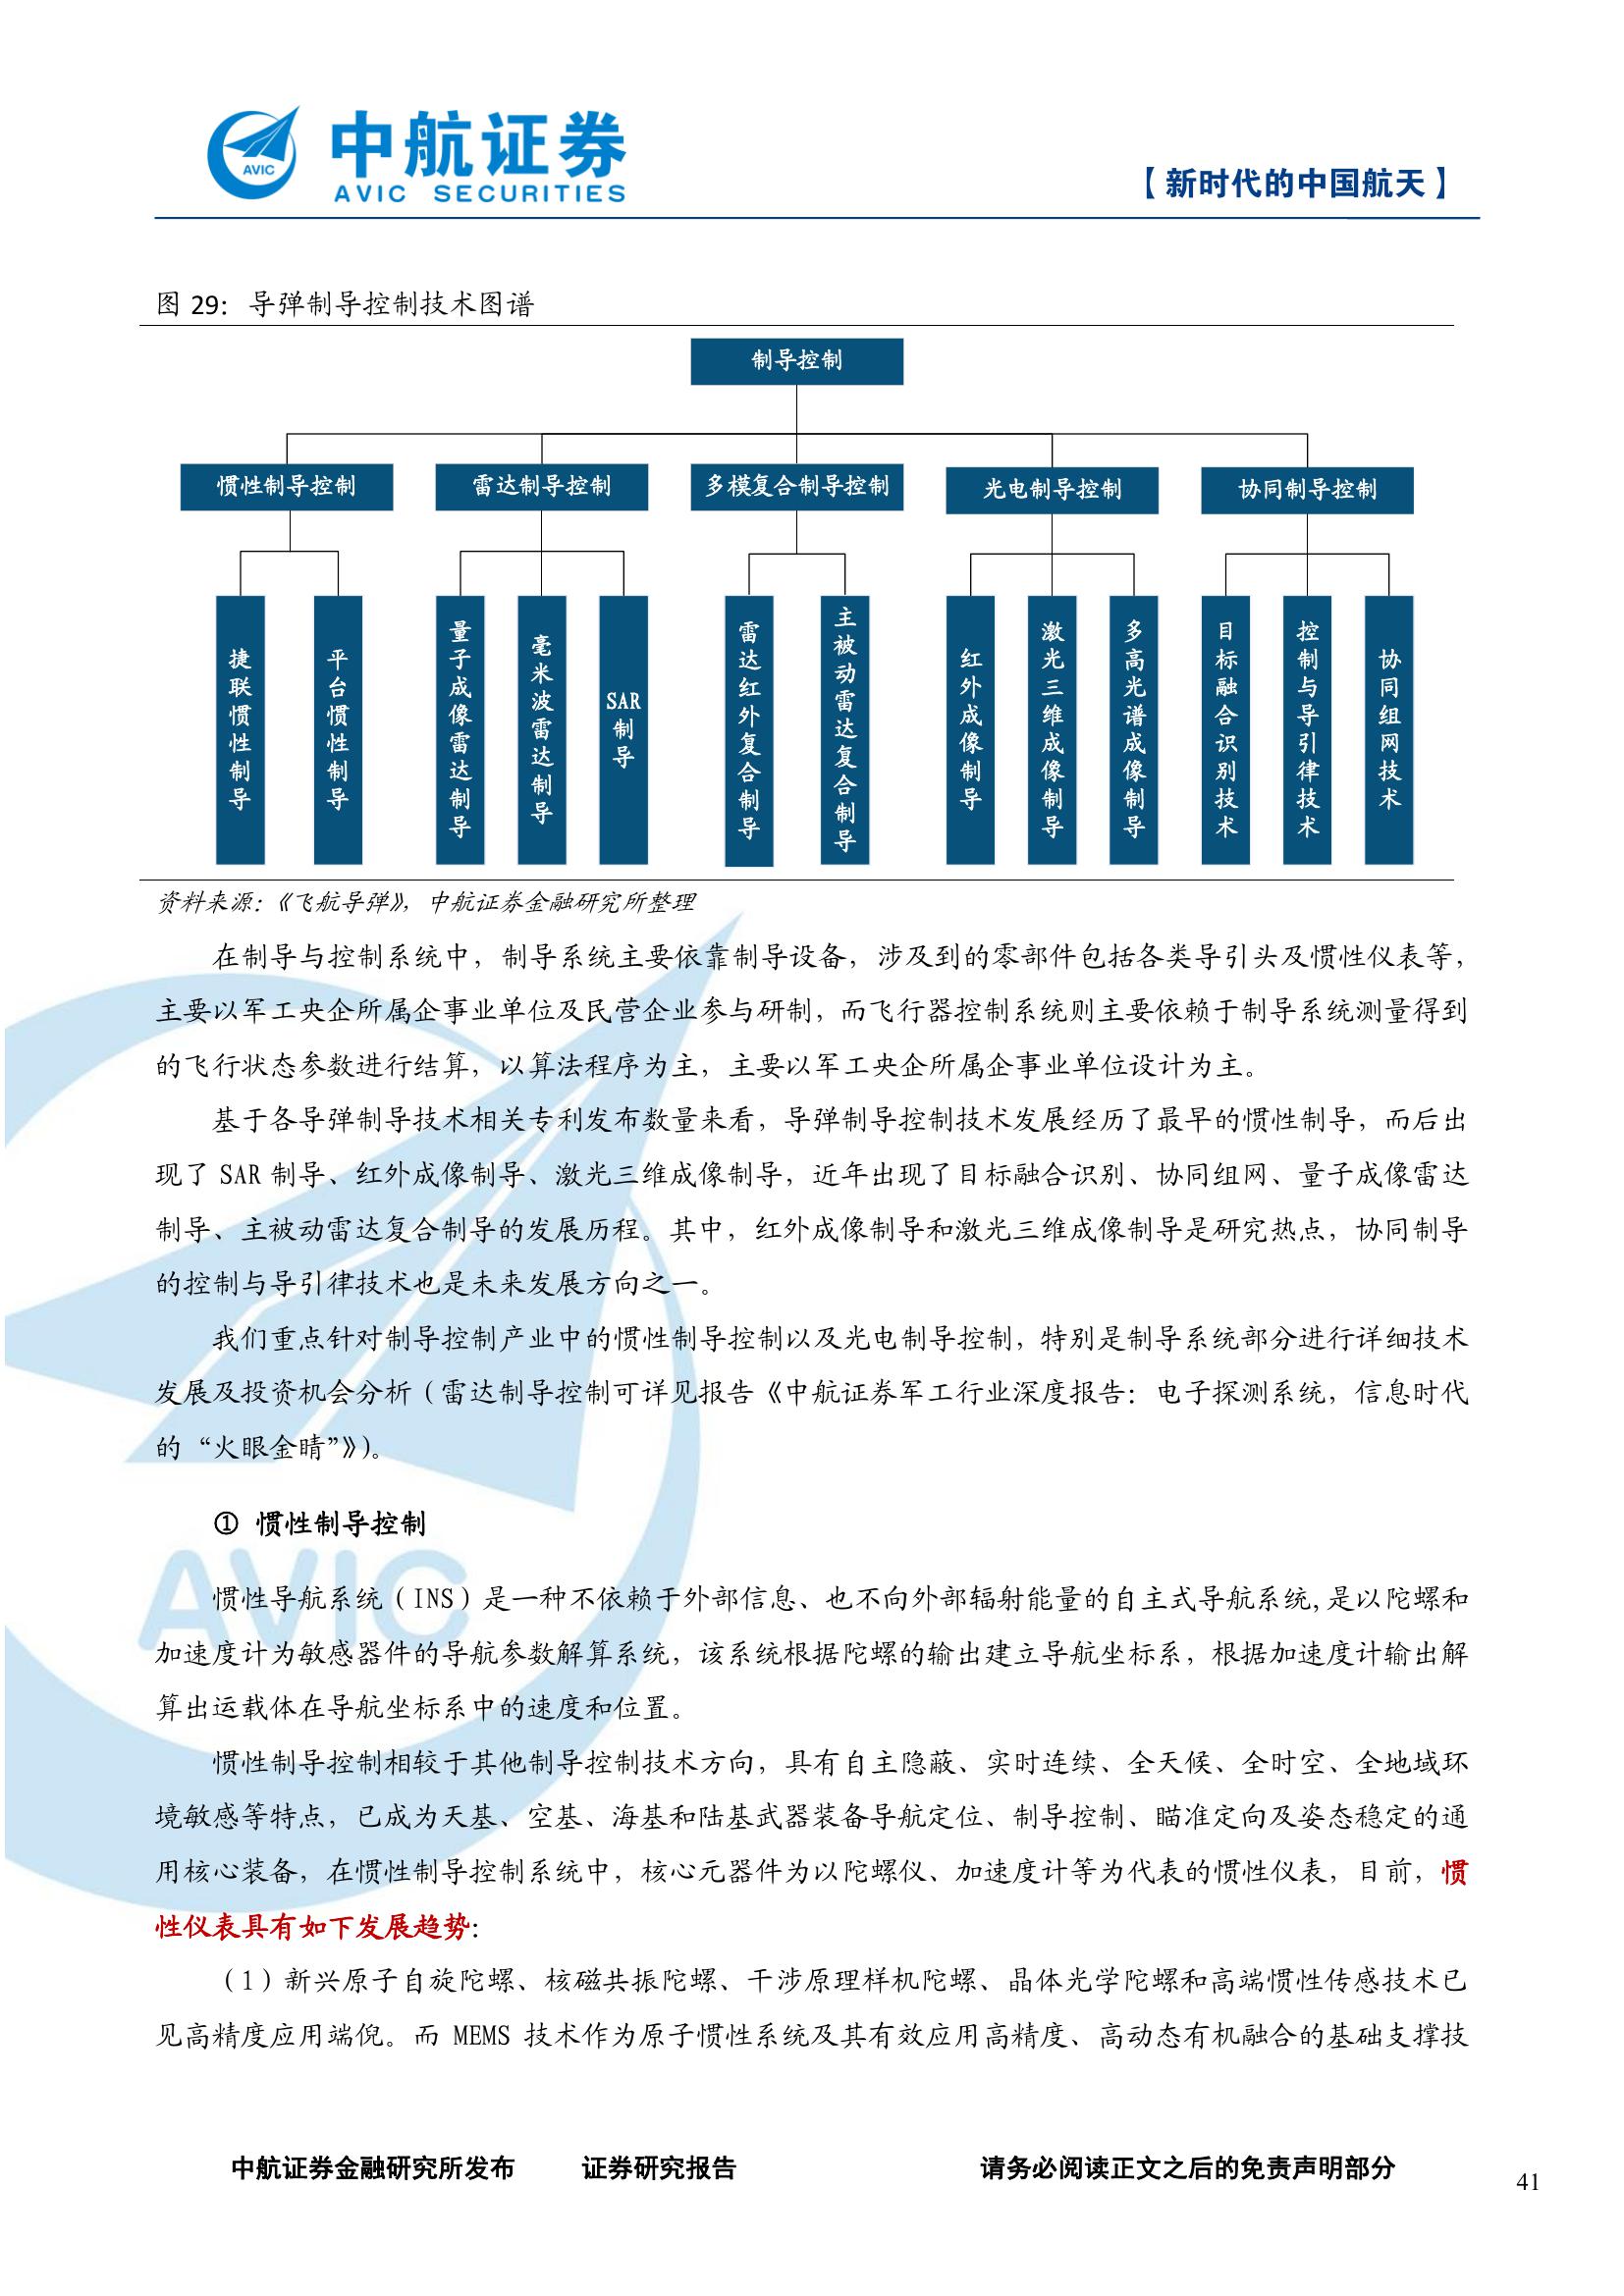 中航证券
AVIC SECURITIES
AVIC
【新时代的中国航天】
图 29：导弹制导控制技术图谱
制导控制
惯性制导控制
雷达制导控制
多模复合制导控制
光电制导控制
协同制导控制
捷联惯性制导
平台惯性制导
量子成像雷达制导
毫米波雷达制导
SAR制导
雷达红外复合制导
主被动雷达复合制导
红外成像制导
激光三维成像制导
多高光谱成像制导
目标融合识别技术
控制与导引律技术
协同组网技术
资料来源：《飞航导弹》，中航证券金融研究所整理
在制导与控制系统中，制导系统主要依靠制导设备，涉及到的零部件包括各类导引头及惯性仪表等，
主要以军工央企所属企事业单位及民营企业参与研制，而飞行器控制系统则主要依赖于制导系统测量得到
的飞行状态参数进行结算，以算法程序为主，主要以军工央企所属企事业单位设计为主。
基于各导弹制导技术相关专利发布数量来看，导弹制导控制技术发展经历了最早的惯性制导，而后出
现了 SAR 制导、红外成像制导、激光三维成像制导，近年出现了目标融合识别、协同组网、量子成像雷达
制导、主被动雷达复合制导的发展历程。其中，红外成像制导和激光三维成像制导是研究热点，协同制导
的控制与导引律技术也是未来发展方向之一。
我们重点针对制导控制产业中的惯性制导控制以及光电制导控制，特别是制导系统部分进行详细技术
发展及投资机会分析（雷达制导控制可详见报告《中航证券军工行业深度报告：电子探测系统，信息时代
的“火眼金睛”》）。
① 惯性制导控制
惯性导航系统（INS）是一种不依赖于外部信息、也不向外部辐射能量的自主式导航系统,是以陀螺和
加速度计为敏感器件的导航参数解算系统，该系统根据陀螺的输出建立导航坐标系，根据加速度计输出解
算出运载体在导航坐标系中的速度和位置。
惯性制导控制相较于其他制导控制技术方向，具有自主隐蔽、实时连续、全天候、全时空、全地域环
境敏感等特点，已成为天基、空基、海基和陆基武器装备导航定位、制导控制、瞄准定向及姿态稳定的通
用核心装备，在惯性制导控制系统中，核心元器件为以陀螺仪、加速度计等为代表的惯性仪表，目前，惯
性仪表具有如下发展趋势：
（1）新兴原子自旋陀螺、核磁共振陀螺、干涉原理样机陀螺、晶体光学陀螺和高端惯性传感技术已
见高精度应用端倪。而 MEMS 技术作为原子惯性系统及其有效应用高精度、高动态有机融合的基础支撑技
AVIC
中航证券金融研究所发布 证券研究报告 请务必阅读正文之后的免责声明部分
41